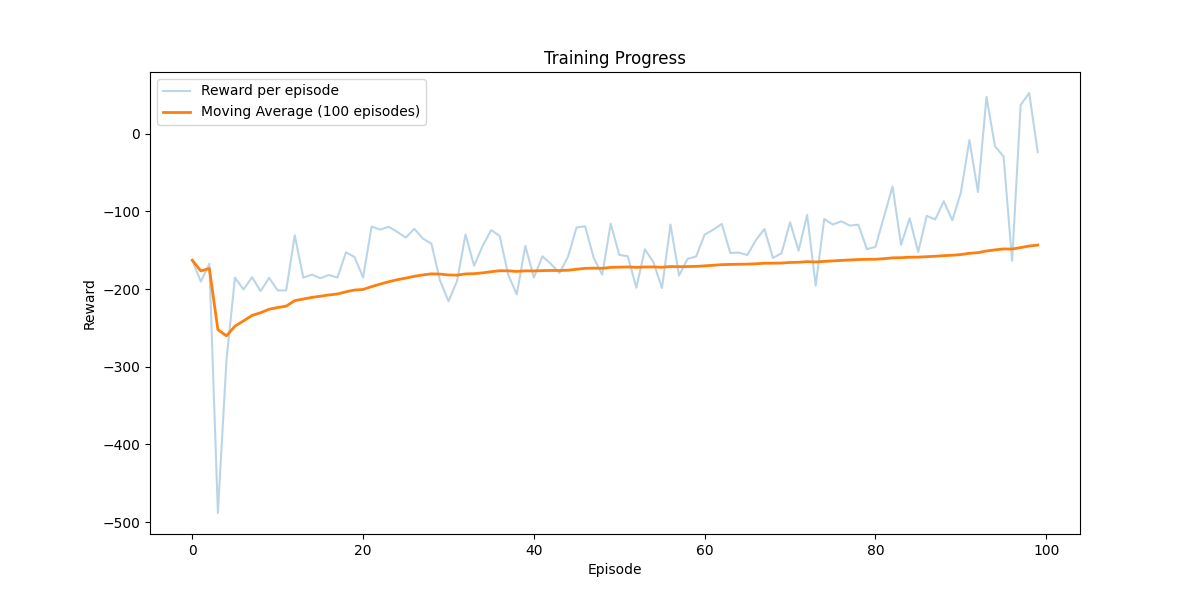 Training Progress
Reward per episode
Moving Average (100 episodes)
0
−100
−200
−300
−400
−500
Reward
0 20 40 60 80 100
Episode